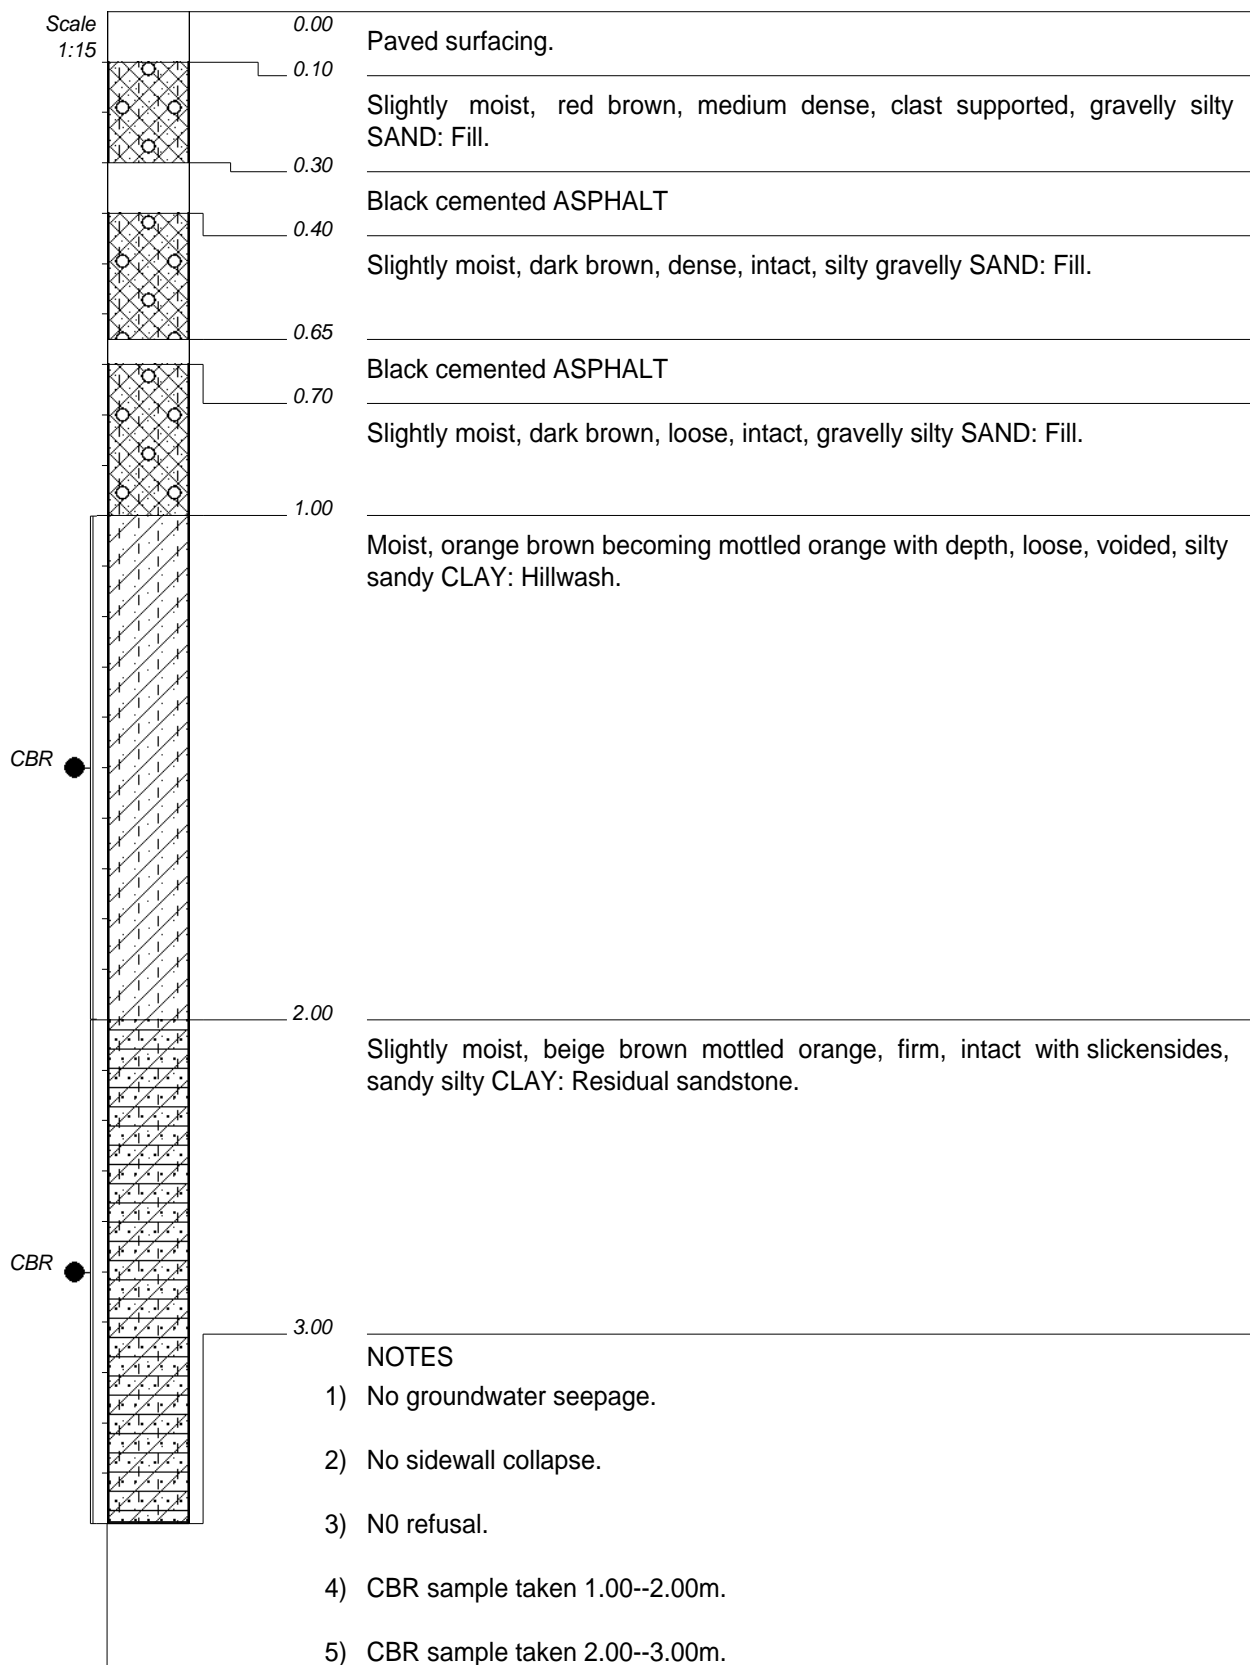 Scale
1:15
0.00
Paved surfacing.
0.10
Slightly moist, red brown, medium dense, clast supported, gravelly silty
SAND: Fill.
0.30
Black cemented ASPHALT
0.40
Slightly moist, dark brown, dense, intact, silty gravelly SAND: Fill.
0.65
Black cemented ASPHALT
0.70
Slightly moist, dark brown, loose, intact, gravelly silty SAND: Fill.
1.00
Moist, orange brown becoming mottled orange with depth, loose, voided, silty
sandy CLAY: Hillwash.
CBR
2.00
Slightly moist, beige brown mottled orange, firm, intact with slickensides,
sandy silty CLAY: Residual sandstone.
CBR
3.00
NOTES
1) No groundwater seepage.
2) No sidewall collapse.
3) N0 refusal.
4) CBR sample taken 1.00--2.00m.
5) CBR sample taken 2.00--3.00m.